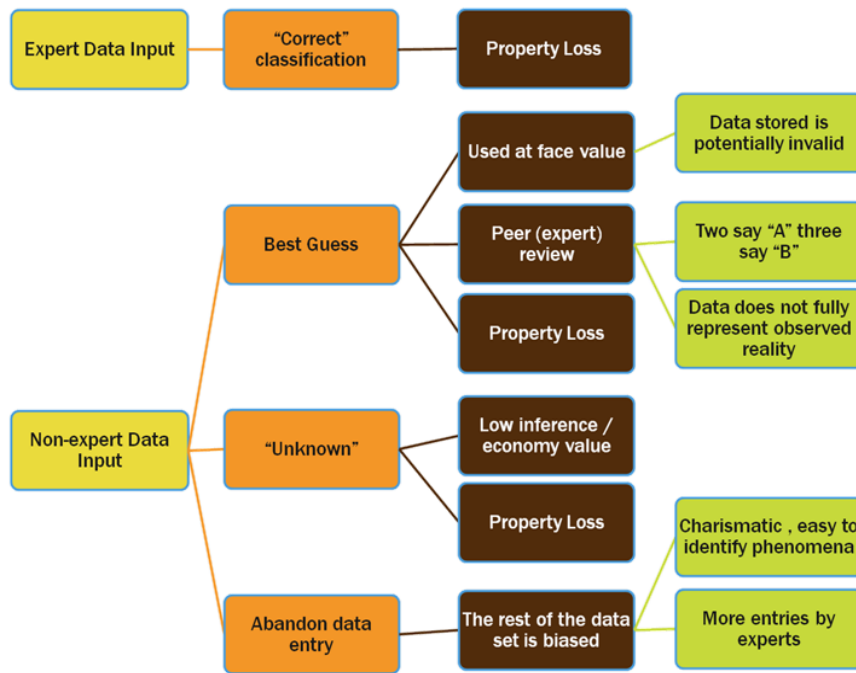 Expert Data Input
“Correct”
classification
Property Loss
Used at face value
Data stored is
potentially invalid
Best Guess
Peer (expert)
review
Two say “A” three
say “B”
Property Loss
Data does not fully
represent observed
reality
Non-expert Data
Input
“Unknown”
Low inference /
economy value
Property Loss
Abandon data
entry
The rest of the data
set is biased
Charismatic , easy to
identify phenomena
More entries by
experts